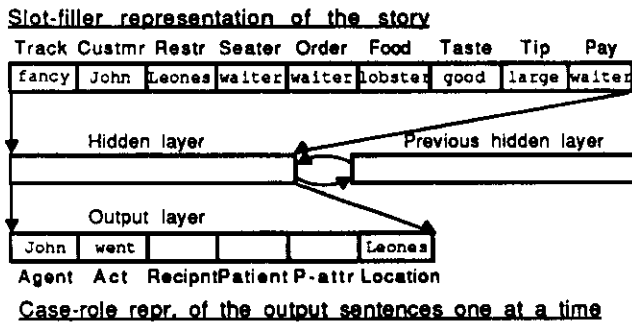 Slot-filler representation of the story
Track Custmr Restr Seater Order Food Taste Tip Pay
fancy John Leones waiter waiter lobster good large waiter
Hidden layer Previous hidden layer
Output layer
John went Leones
Agent Act Recipnt Patient P-attr Location
Case-role repr. of the output sentences one at a time